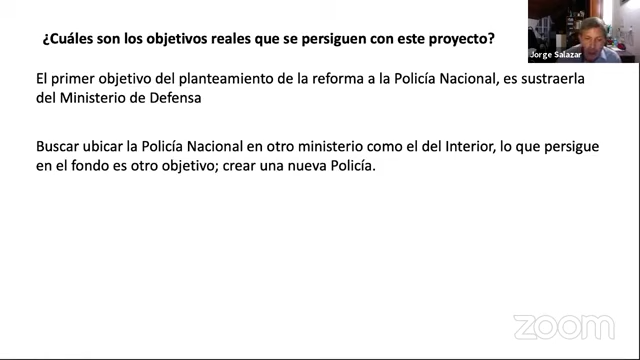 ¿Cuáles son los objetivos reales que se persiguen con este proyecto?
Jorge Salazar
El primer objetivo del planteamiento de la reforma a la Policía Nacional, es sustraerla
del Ministerio de Defensa
Buscar ubicar la Policía Nacional en otro ministerio como el del Interior, lo que persigue
en el fondo es otro objetivo; crear una nueva Policía.
zoom